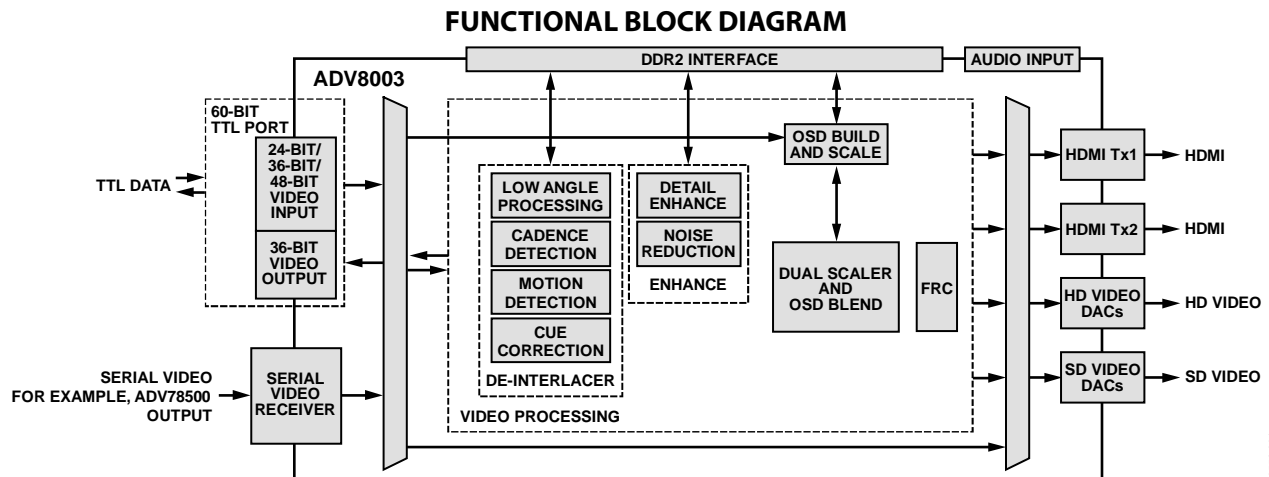 FUNCTIONAL BLOCK DIAGRAM
DDR2 INTERFACE
AUDIO INPUT
ADV8003
60-BIT
TTL PORT
24-BIT/
36-BIT/
48-BIT
VIDEO
INPUT
36-BIT
VIDEO
OUTPUT
TTL DATA
SERIAL VIDEO
FOR EXAMPLE, ADV78500
OUTPUT
SERIAL
VIDEO
RECEIVER
LOW ANGLE
PROCESSING
CADENCE
DETECTION
MOTION
DETECTION
CUE
CORRECTION
DE-INTERLACER
DETAIL
ENHANCE
NOISE
REDUCTION
ENHANCE
OSD BUILD
AND SCALE
DUAL SCALER
AND
OSD BLEND
FRC
VIDEO PROCESSING
HDMI Tx1
HDMI
HDMI Tx2
HDMI
HD VIDEO
DACs
HD VIDEO
SD VIDEO
DACs
SD VIDEO